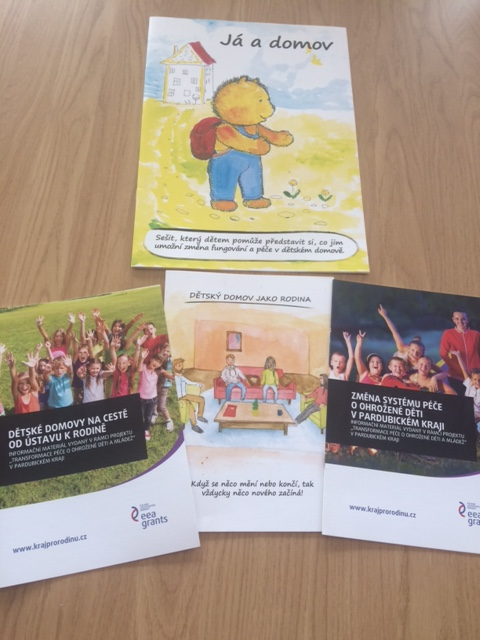 Já a domov
Sešit, který dětem pomůže představit si, co jim
umožní změna fungování a péče v dětském domově.
DĚTSKÝ DOMOV JAKO RODINA
Když se něco mění nebo končí, tak
vždycky něco nového začíná!
DĚTSKÉ DOMOVY NA CESTĚ
OD ÚSTAVU K RODINĚ
INFORMAČNÍ MATERIÁL VYDANÝ V RÁMCI PROJEKTU
„TRANSFORMACE PÉČE O OHROŽENÉ DĚTI A MLÁDEŽ“
V PARDUBICKÉM KRAJI
www.krajprorodinu.cz
eea
grants
ZMĚNA SYSTÉMU PÉČE
O OHROŽENÉ DĚTI
V PARDUBICKÉM KRAJI
INFORMAČNÍ MATERIÁL VYDANÝ V RÁMCI PROJEKTU
„TRANSFORMACE PÉČE O OHROŽENÉ DĚTI A MLÁDEŽ“
V PARDUBICKÉM KRAJI
www.krajprorodinu.cz
eea
grants